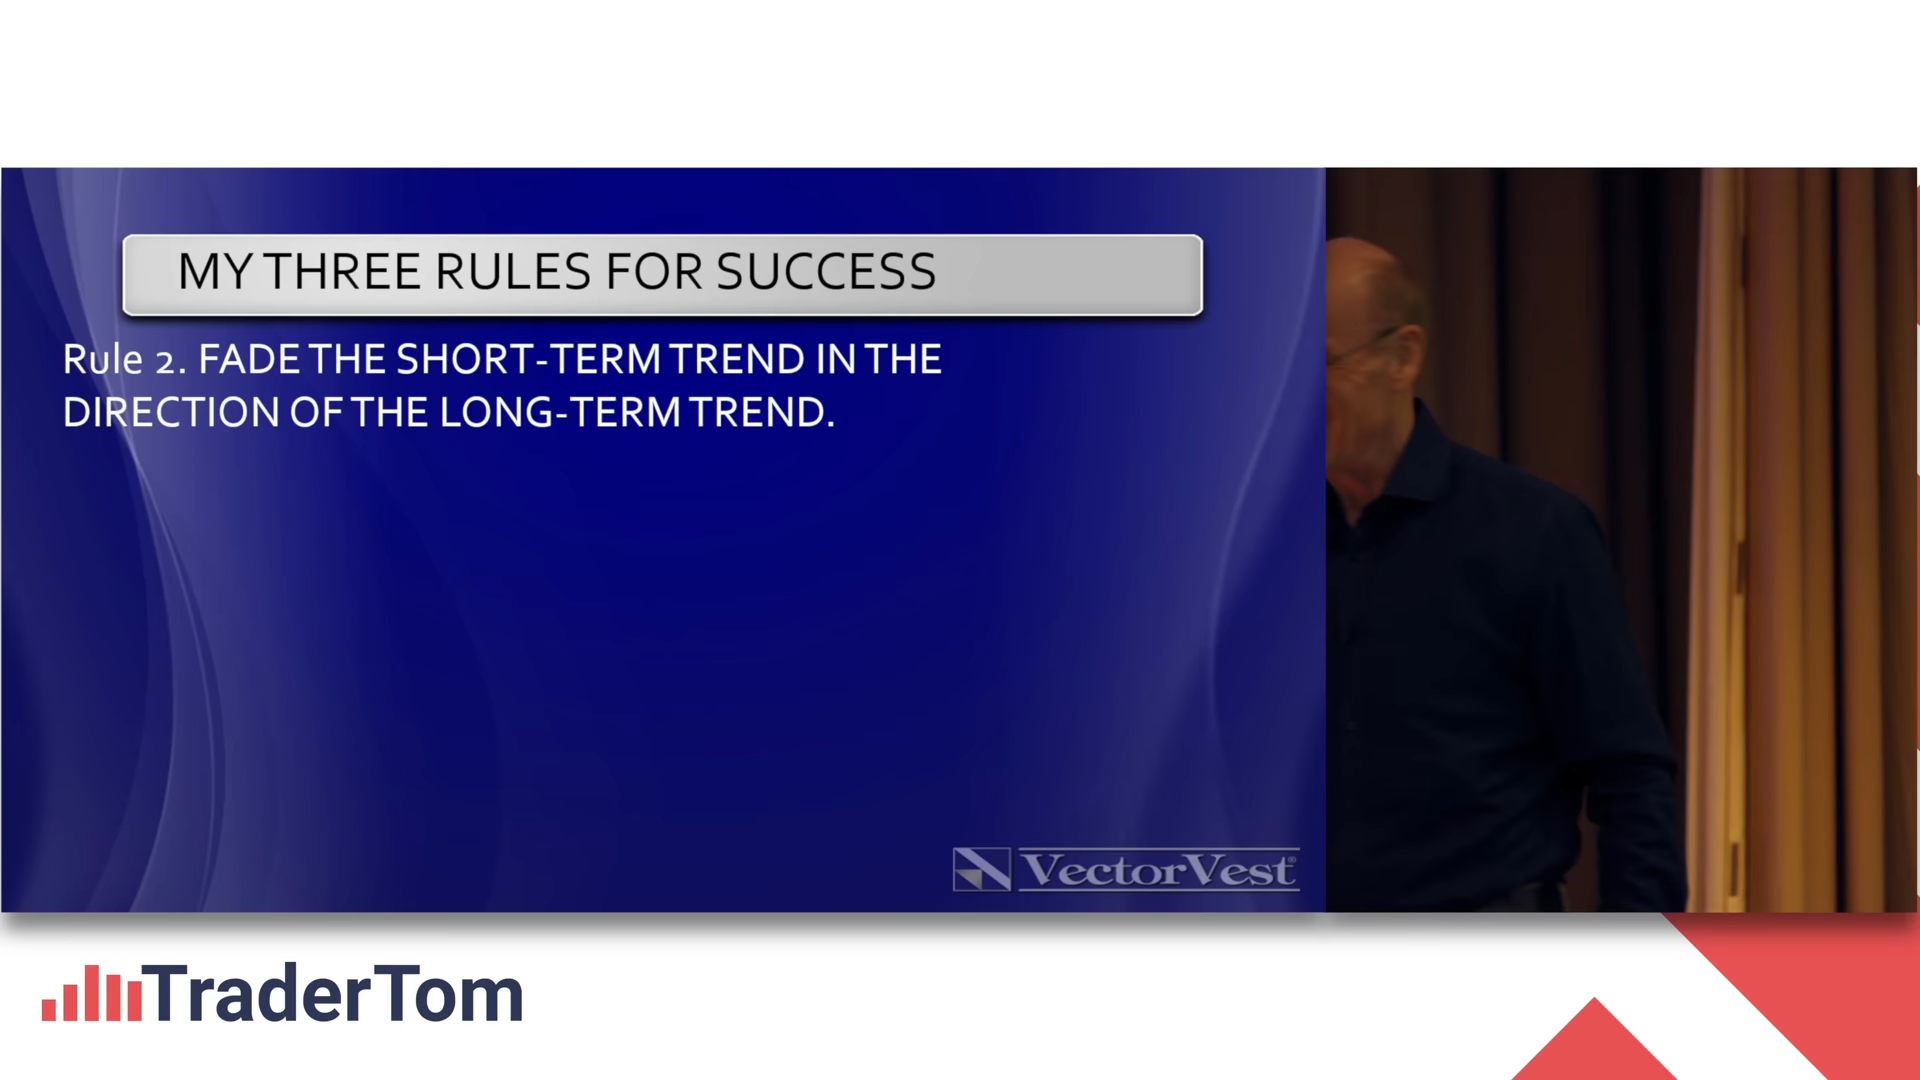 MY THREE RULES FOR SUCCESS
Rule 2. FADE THE SHORT-TERM TREND IN THE
DIRECTION OF THE LONG-TERM TREND.
VectorVest®
TraderTom